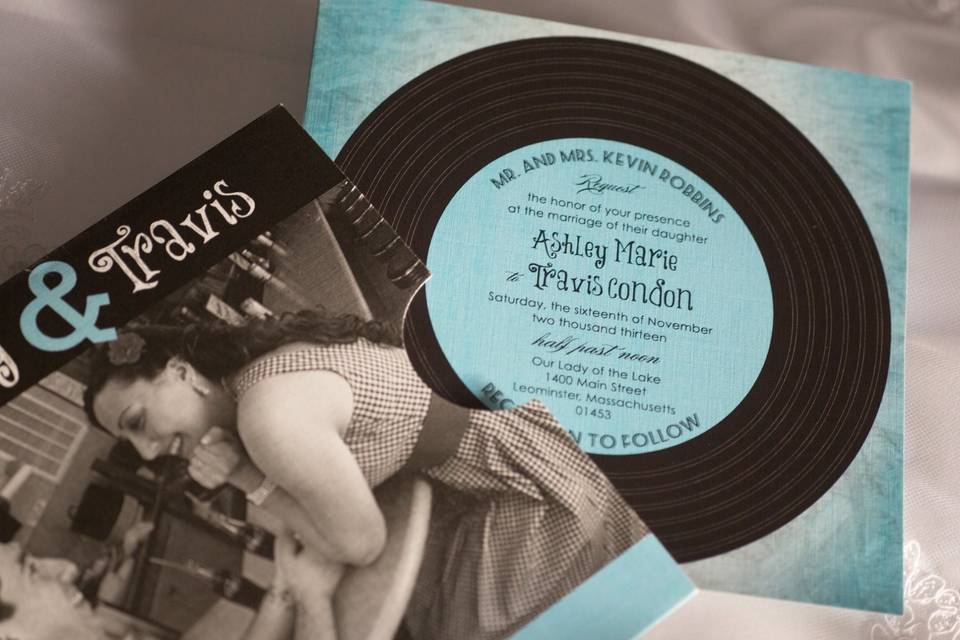 & Travis
MR. AND MRS. KEVIN ROBBINS
Request
the honor of your presence
at the marriage of their daughter
Ashley Marie
to
Travis Condon
Saturday, the sixteenth of November
two thousand thirteen
half past noon
Our Lady of the Lake
1400 Main Street
Leominster, Massachusetts
01453
TO FOLLOW